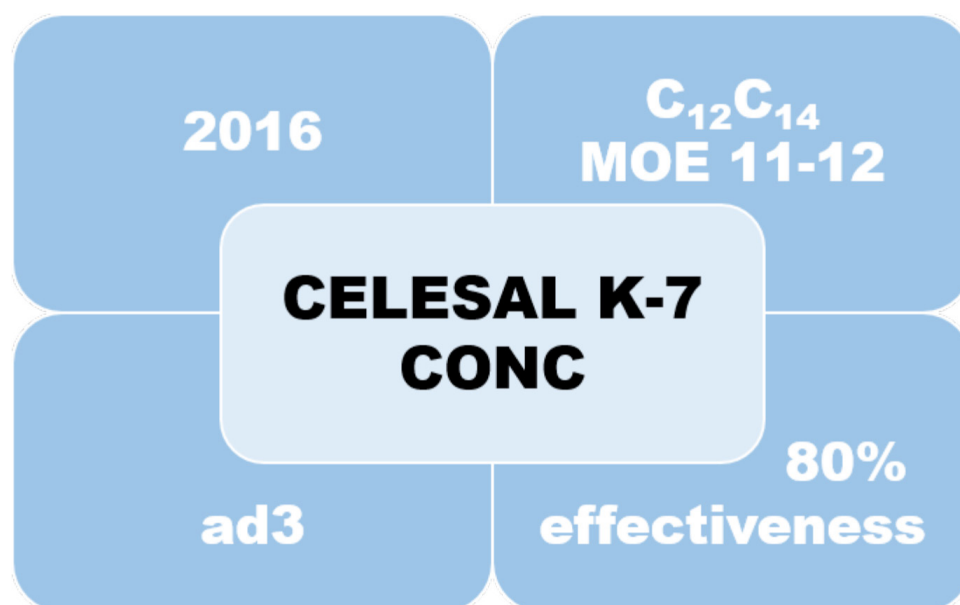 2016
C₁₂C₁₄
MOE 11-12
CELESAL K-7
CONC
ad3
80%
effectiveness